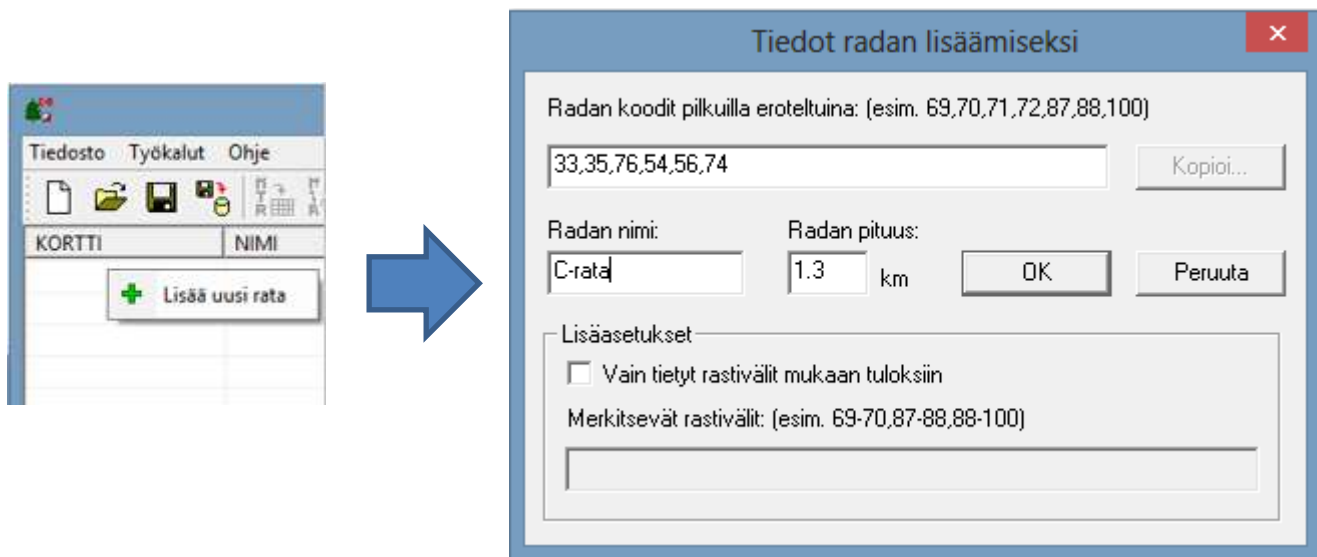 Tiedosto Työkalut Ohje
KORTTI NIMI
Lisää uusi rata
Tiedot radan lisäämiseksi
Radan koodit pilkuilla eroteltuina: (esim. 69,70,71,72,87,88,100)
33,35,76,54,56,74 Kopioi...
Radan nimi: Radan pituus:
C-rata 1.3 km OK Peruuta
Lisäasetukset
Vain tietyt rastivälit mukaan tuloksiin
Merkitsevät rastivälit: (esim. 69-70,87-88,88-100)